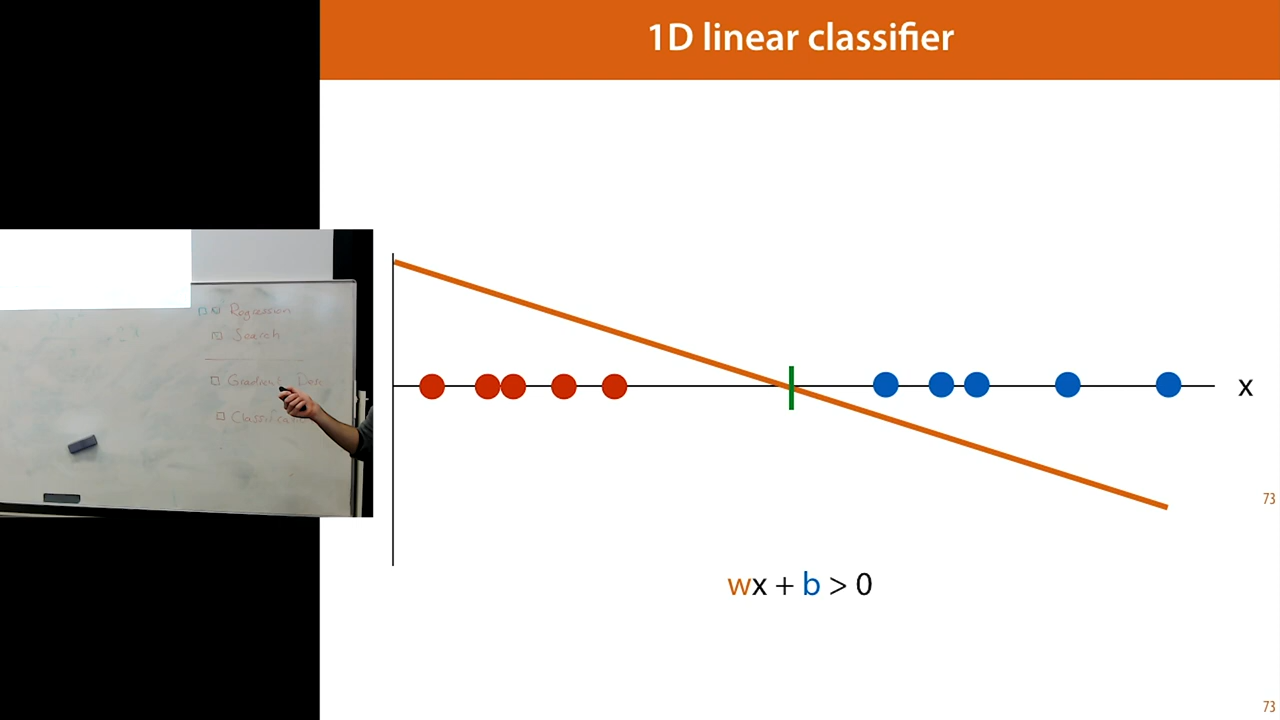 1D linear classifier
Regression
Search
Gradient Desc
Classification
x
73
wx + b > 0
73